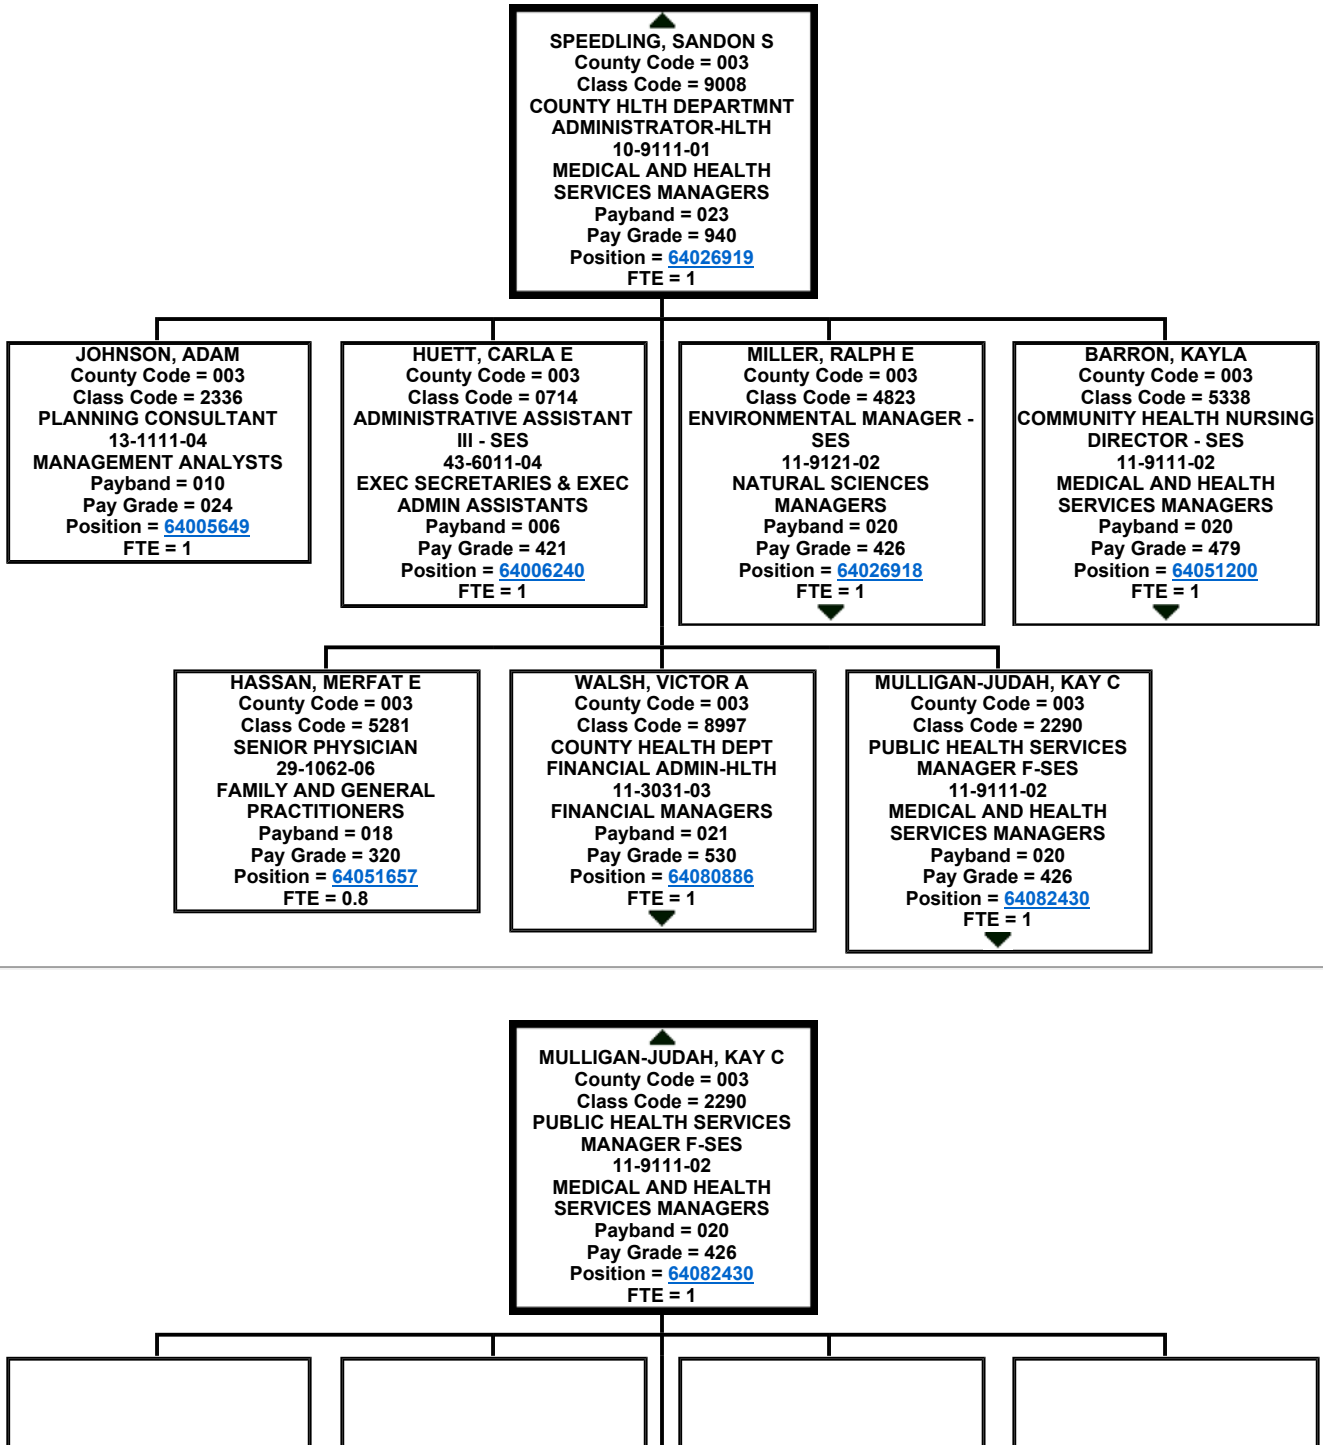 SPEEDLING, SANDON S
County Code = 003
Class Code = 9008
COUNTY HLTH DEPARTMNT
ADMINISTRATOR-HLTH
10-9111-01
MEDICAL AND HEALTH
SERVICES MANAGERS
Payband = 023
Pay Grade = 940
Position = 64026919
FTE = 1
JOHNSON, ADAM
County Code = 003
Class Code = 2336
PLANNING CONSULTANT
13-1111-04
MANAGEMENT ANALYSTS
Payband = 010
Pay Grade = 024
Position = 64005649
FTE = 1
HUETT, CARLA E
County Code = 003
Class Code = 0714
ADMINISTRATIVE ASSISTANT
III - SES
43-6011-04
EXEC SECRETARIES & EXEC
ADMIN ASSISTANTS
Payband = 006
Pay Grade = 421
Position = 64006240
FTE = 1
MILLER, RALPH E
County Code = 003
Class Code = 4823
ENVIRONMENTAL MANAGER -
SES
11-9121-02
NATURAL SCIENCES
MANAGERS
Payband = 020
Pay Grade = 426
Position = 64026918
FTE = 1
BARRON, KAYLA
County Code = 003
Class Code = 5338
COMMUNITY HEALTH NURSING
DIRECTOR - SES
11-9111-02
MEDICAL AND HEALTH
SERVICES MANAGERS
Payband = 020
Pay Grade = 479
Position = 64051200
FTE = 1
HASSAN, MERFAT E
County Code = 003
Class Code = 5281
SENIOR PHYSICIAN
29-1062-06
FAMILY AND GENERAL
PRACTITIONERS
Payband = 018
Pay Grade = 320
Position = 64051657
FTE = 0.8
WALSH, VICTOR A
County Code = 003
Class Code = 8997
COUNTY HEALTH DEPT
FINANCIAL ADMIN-HLTH
11-3031-03
FINANCIAL MANAGERS
Payband = 021
Pay Grade = 530
Position = 64080886
FTE = 1
MULLIGAN-JUDAH, KAY C
County Code = 003
Class Code = 2290
PUBLIC HEALTH SERVICES
MANAGER F-SES
11-9111-02
MEDICAL AND HEALTH
SERVICES MANAGERS
Payband = 020
Pay Grade = 426
Position = 64082430
FTE = 1
MULLIGAN-JUDAH, KAY C
County Code = 003
Class Code = 2290
PUBLIC HEALTH SERVICES
MANAGER F-SES
11-9111-02
MEDICAL AND HEALTH
SERVICES MANAGERS
Payband = 020
Pay Grade = 426
Position = 64082430
FTE = 1